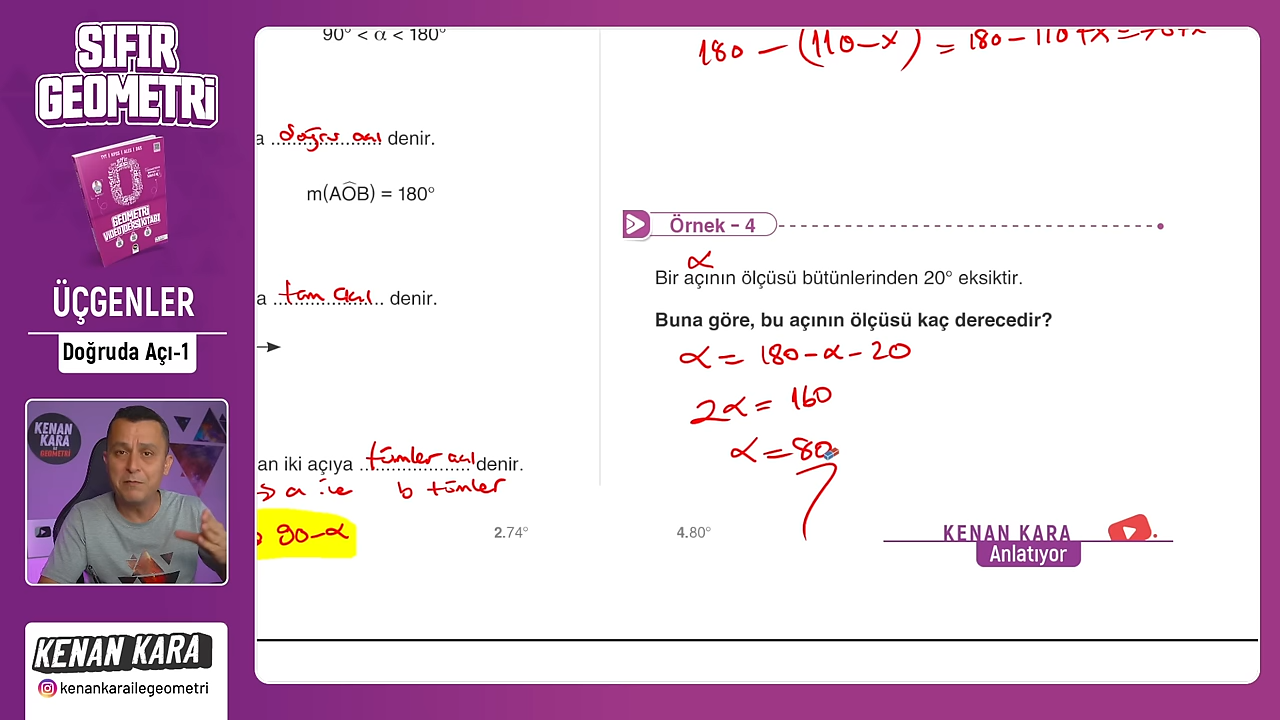 SIFIR
GEOMETRİ
GEOMETRİ
VİDEO DERS KİTABI
ÜÇGENLER
Doğruda Açı-1
KENAN
KARA
GEOMETRİ
KENAN KARA
kenankarailegeometri
90° < α < 180°
a doğru açı denir.
m(AOB) = 180°
a tam açı denir.
an iki açıya tümler açı denir.
a ile b tümler
90-α
2.74°
180 - (110-x) = 180-110+x=70+x
Örnek - 4
α
Bir açının ölçüsü bütünlerinden 20° eksiktir.
Buna göre, bu açının ölçüsü kaç derecedir?
α = 180-α-20
2α = 160
α = 80
4.80°
KENAN KARA
Anlatıyor